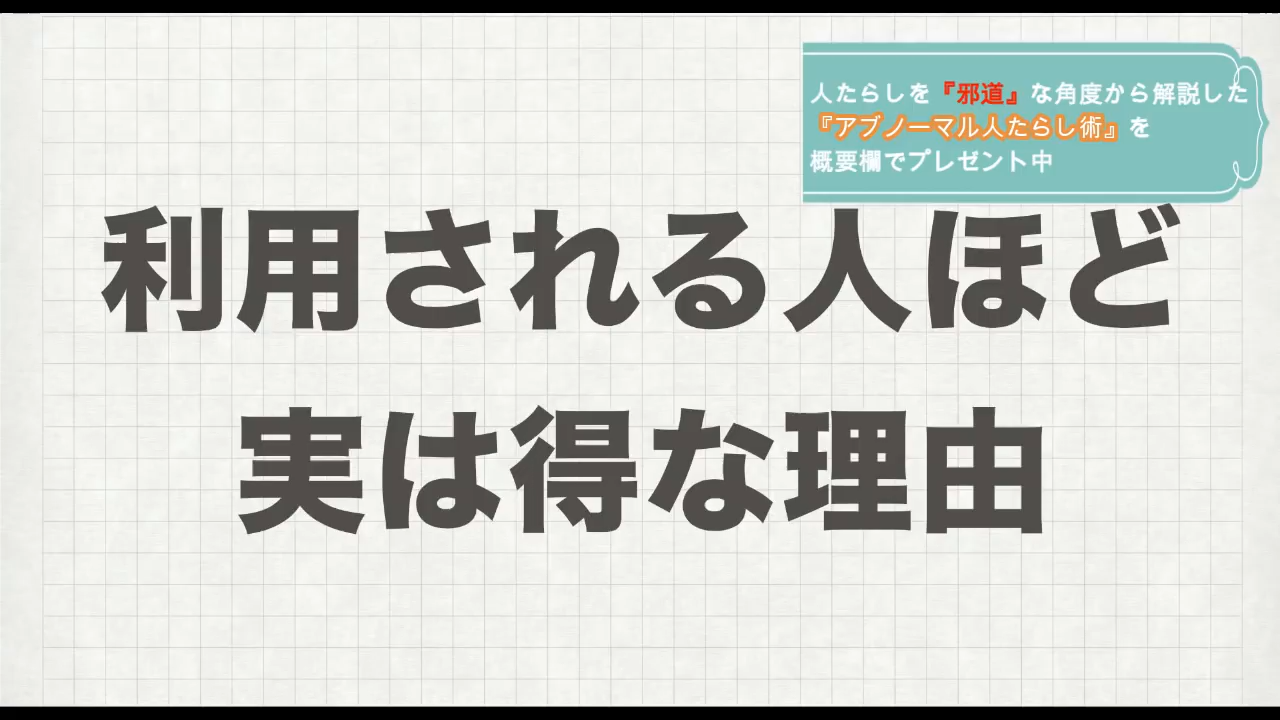 人たらしを『邪道』な角度から解説した
『アブノーマル人たらし術』を
概要欄でプレゼント中
利用される人ほど
実は得な理由